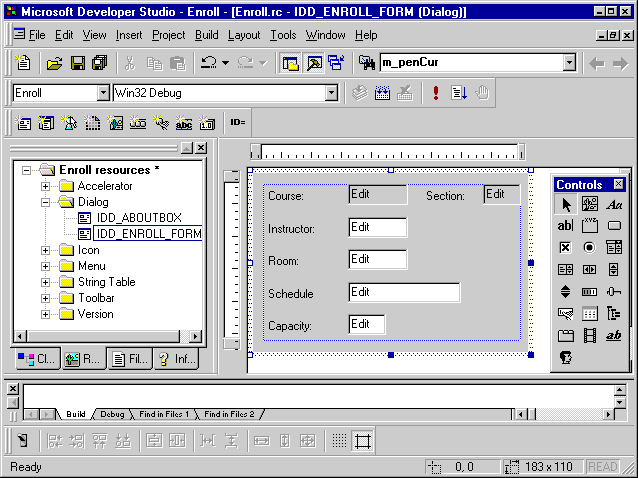 Microsoft Developer Studio - Enroll - [Enroll.rc - IDD_ENROLL_FORM (Dialog)]
File Edit View Insert Project Build Layout Tools Window Help
m_penCur
Enroll Win32 Debug
abc ID=
Enroll resources *
Accelerator
Dialog
IDD_ABOUTBOX
IDD_ENROLL_FORM
Icon
Menu
String Table
Toolbar
Version
Cl... R... Fil... Inf...
Course: Edit Section: Edit
Instructor: Edit
Room: Edit
Schedule Edit
Capacity: Edit
Controls
Aa
ab| XYZ
ab
Build Debug Find in Files 1 Find in Files 2
Ready 0, 0 183 x 110 READ